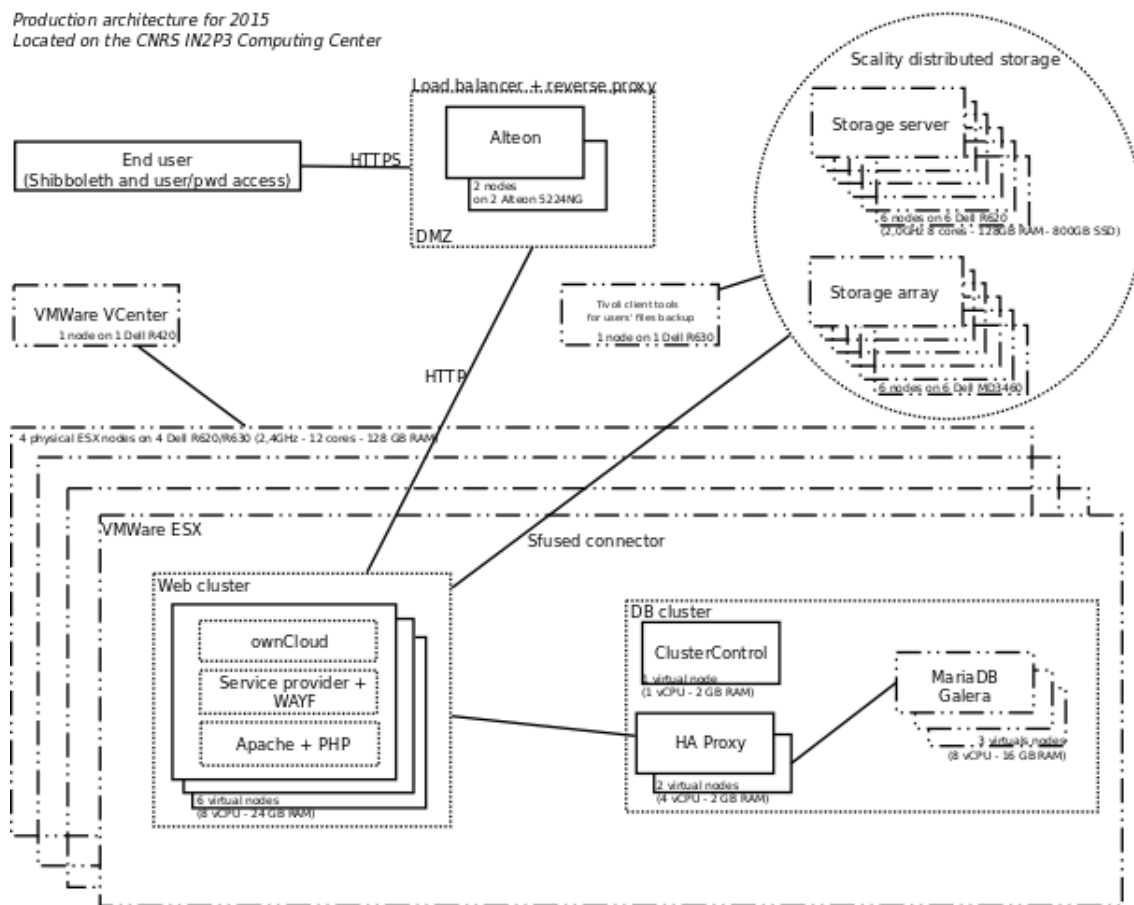 Production architecture for 2015
Located on the CNRS IN2P3 Computing Center
Load balancer + reverse proxy
Alteon
2 nodes
on 2 Alteon 5224NG
DMZ
End user
(Shibboleth and user/pwd access)
HTTPS
Scality distributed storage
Storage server
6 nodes on 6 Dell R620
(2,0GHz 8 cores - 128GB RAM- 800GB SSD)
Storage array
6 nodes on 6 Dell MD3460
VMWare VCenter
1 node on 1 Dell R420
Tivoli client tools
for users' files backup
1 node on 1 Dell R630
HTTP
4 physical ESX nodes on 4 Dell R620/R630 (2,4GHz - 12 cores - 128 GB RAM)
VMWare ESX
Sfused connector
Web cluster
ownCloud
Service provider +
WAYF
Apache + PHP
6 virtual nodes
(8 vCPU - 24 GB RAM)
DB cluster
ClusterControl
1 virtual node
(1 vCPU - 2 GB RAM)
HA Proxy
2 virtual nodes
(4 vCPU - 2 GB RAM)
MariaDB
Galera
3 virtuals nodes
(8 vCPU - 16 GB RAM)